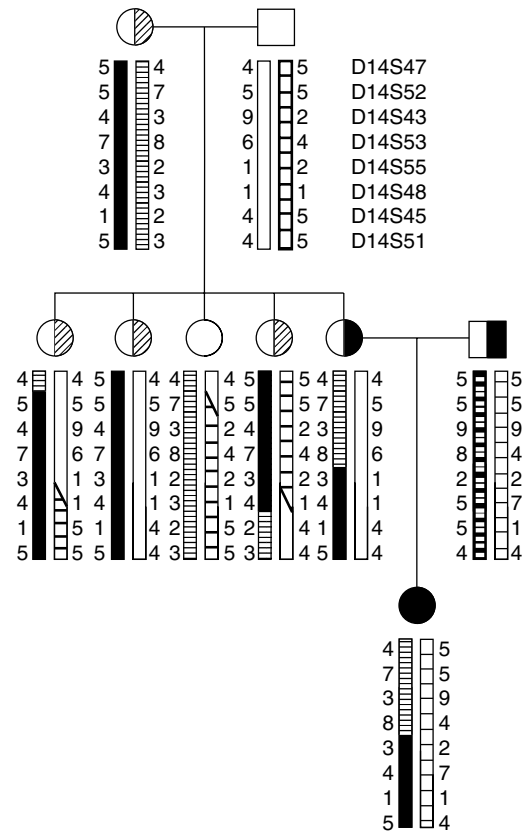 5 4 4 5 D14S47
5 7 5 5 D14S52
4 3 9 2 D14S43
7 8 6 4 D14S53
3 2 1 2 D14S55
4 3 1 1 D14S48
1 2 4 5 D14S45
5 3 4 5 D14S51
4 4 5 4 4 4 5 5 4 4 5 5
5 5 5 5 7 5 5 5 7 5 5 5
4 9 4 9 3 2 4 2 3 9 9 9
7 6 7 6 8 4 7 4 8 6 8 4
3 1 3 1 2 2 3 2 3 1 2 2
4 1 4 1 3 1 4 1 4 1 5 7
1 5 1 4 2 5 2 4 1 4 5 1
5 5 5 4 3 5 3 4 5 4 4 4
4 5
7 5
3 9
8 4
3 2
4 7
1 1
5 4